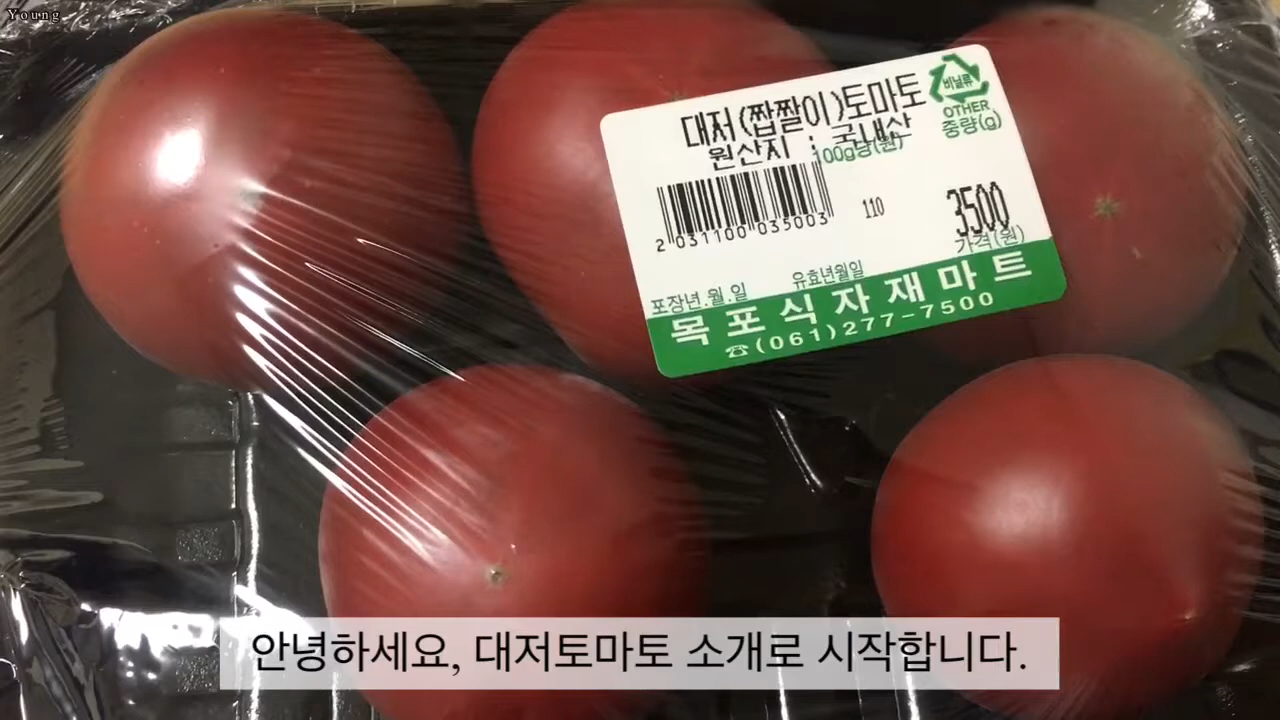 Young
대저(짭짤이)토마토
원산지 : 국내산
비닐류
OTHER
중량(g)
100g당(원)
2 031100 035003
110
3500
가격(원)
포장년.월.일
유효년월일
목포식자재마트
☎(061)277-7500
안녕하세요, 대저토마토 소개로 시작합니다.